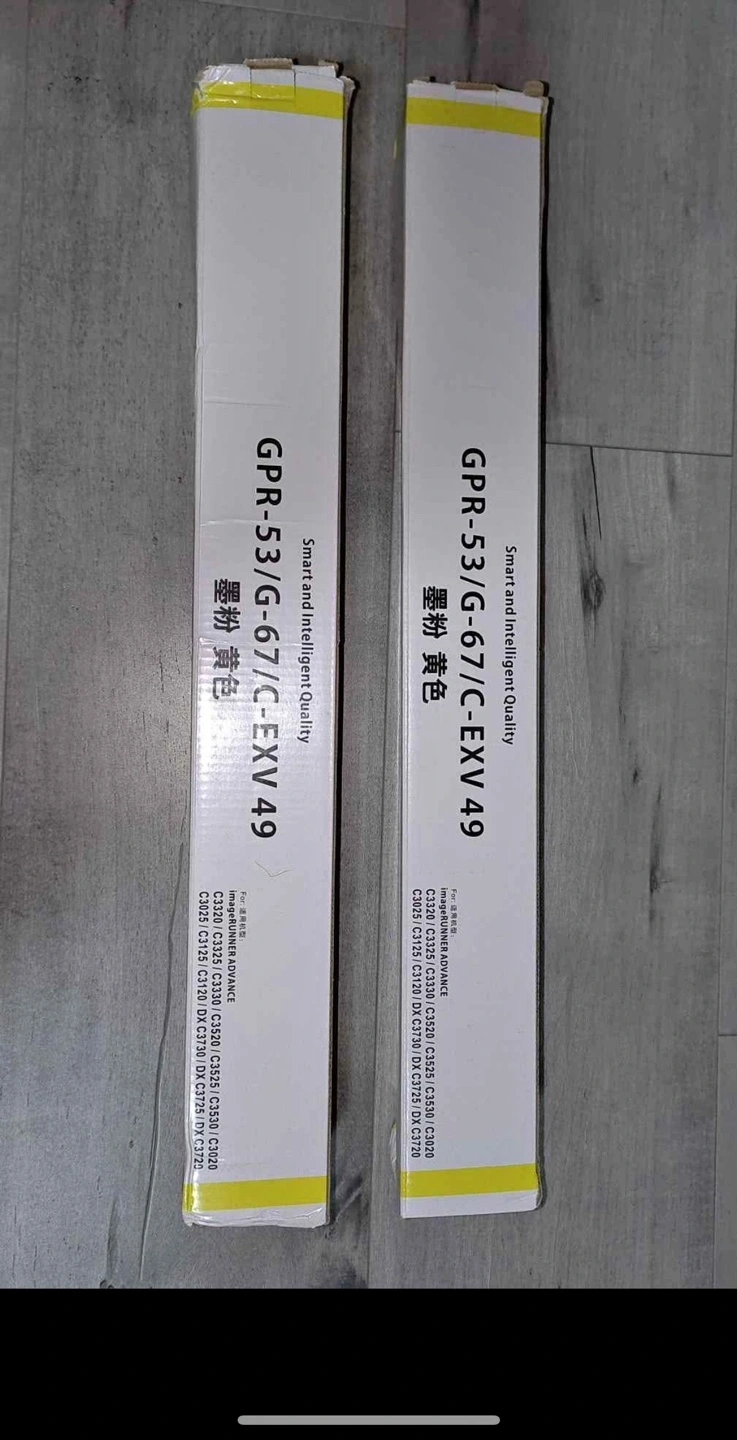 Smart and Intelligent Quality
GPR-53/G-67/C-EXV 49
墨粉 黄色
For: 适用机型:
imageRUNNER ADVANCE
C3320 / C3325 / C3330 / C3520 / C3525 / C3530 / C3020
C3025 / C3125 / C3120 / DX C3730 / DX C3725 / DX C3720
Smart and Intelligent Quality
GPR-53/G-67/C-EXV 49
墨粉 黄色
For: 适用机型:
imageRUNNER ADVANCE
C3320 / C3325 / C3330 / C3520 / C3525 / C3530 / C3020
C3025 / C3125 / C3120 / DX C3730 / DX C3725 / DX C3720